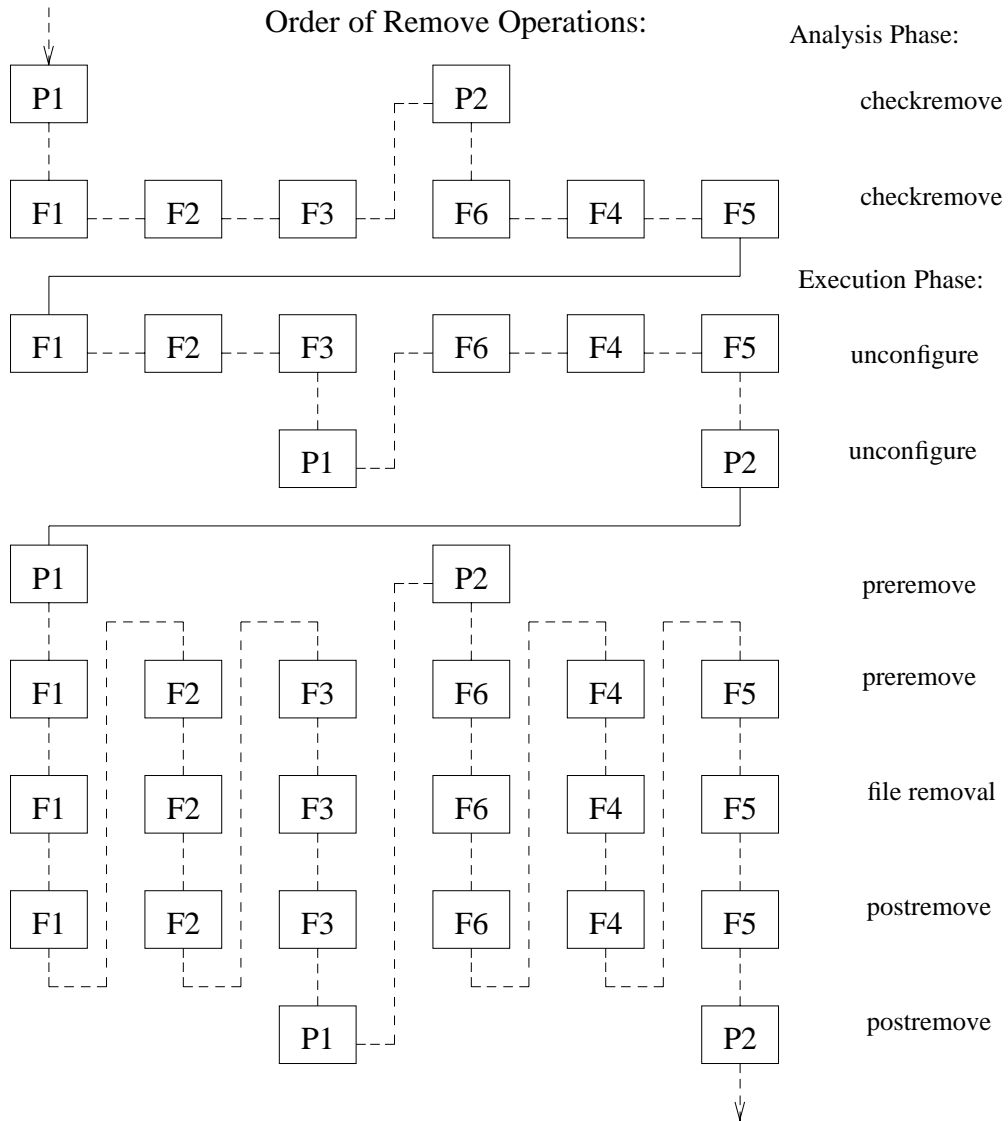 Order of Remove Operations:
Analysis Phase:
P1 P2 checkremove
F1 F2 F3 F6 F4 F5 checkremove
Execution Phase:
F1 F2 F3 F6 F4 F5 unconfigure
P1 P2 unconfigure
P1 P2 preremove
F1 F2 F3 F6 F4 F5 preremove
F1 F2 F3 F6 F4 F5 file removal
F1 F2 F3 F6 F4 F5 postremove
P1 P2 postremove